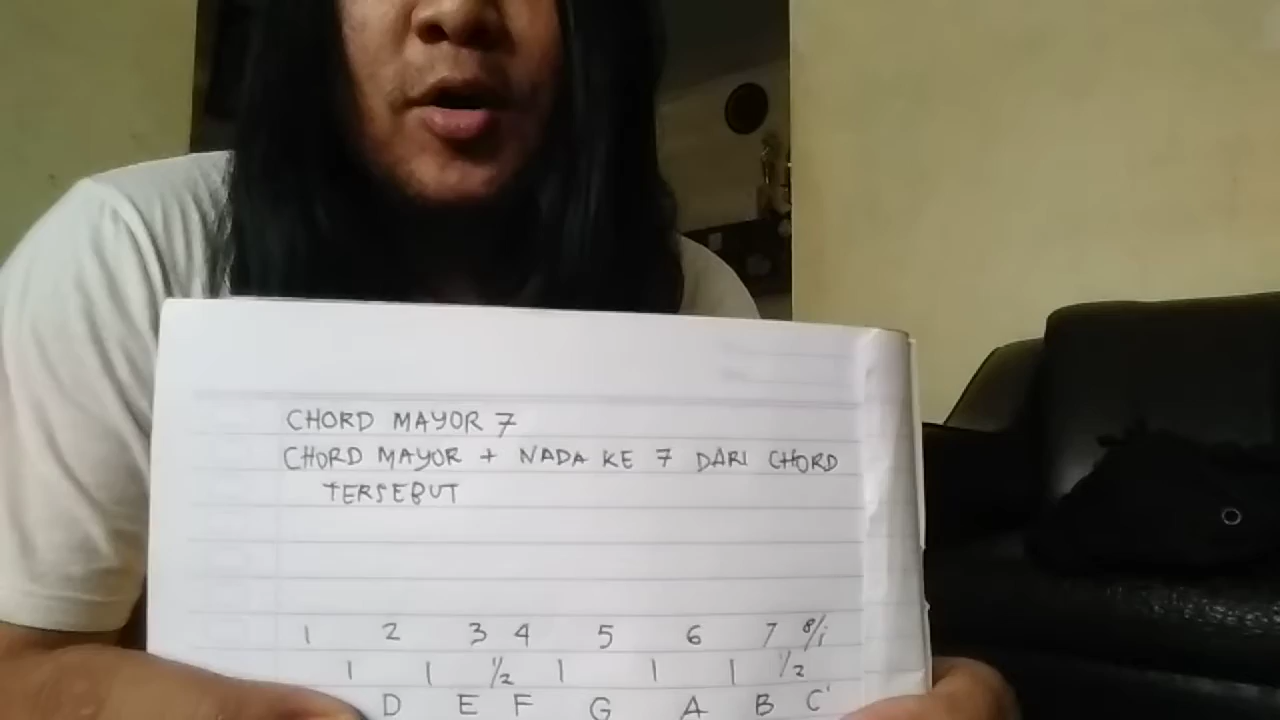 CHORD MAYOR 7
CHORD MAYOR + NADA KE 7 DARI CHORD
TERSEBUT
1 2 3 4 5 6 7 8/i
1 1 ½ 1 1 1 ½
D E F G A B C'